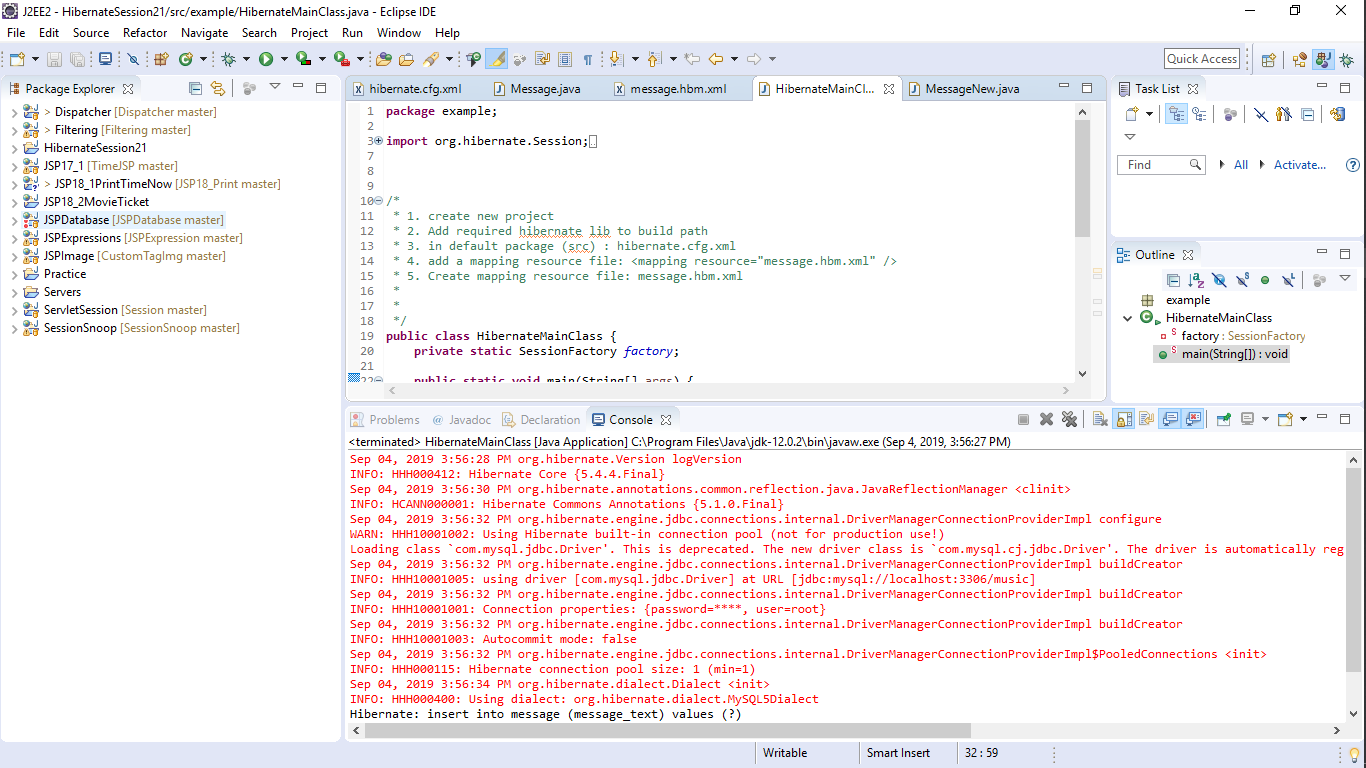 J2EE2 - HibernateSession21/src/example/HibernateMainClass.java - Eclipse IDE
File Edit Source Refactor Navigate Search Project Run Window Help
Quick Access
Package Explorer
> Dispatcher [Dispatcher master]
> Filtering [Filtering master]
HibernateSession21
JSP17_1 [TimeJSP master]
> JSP18_1PrintTimeNow [JSP18_Print master]
JSP18_2MovieTicket
JSPDatabase [JSPDatabase master]
JSPExpressions [JSPExpression master]
JSPImage [CustomTagImg master]
Practice
Servers
ServletSession [Session master]
SessionSnoop [SessionSnoop master]
hibernate.cfg.xml Message.java message.hbm.xml HibernateMainCl... MessageNew.java
1 package example;
2
3 import org.hibernate.Session;
7
8
9
10 /*
11 * 1. create new project
12 * 2. Add required hibernate lib to build path
13 * 3. in default package (src) : hibernate.cfg.xml
14 * 4. add a mapping resource file: <mapping resource="message.hbm.xml" />
15 * 5. Create mapping resource file: message.hbm.xml
16 *
17 *
18 */
19 public class HibernateMainClass {
20 private static SessionFactory factory;
21
22 public static void main(String[] args) {
Task List
Find All Activate...
Outline
example
HibernateMainClass
factory : SessionFactory
main(String[]) : void
Problems @ Javadoc Declaration Console
<terminated> HibernateMainClass [Java Application] C:\Program Files\Java\jdk-12.0.2\bin\javaw.exe (Sep 4, 2019, 3:56:27 PM)
Sep 04, 2019 3:56:28 PM org.hibernate.Version logVersion
INFO: HHH000412: Hibernate Core {5.4.4.Final}
Sep 04, 2019 3:56:30 PM org.hibernate.annotations.common.reflection.java.JavaReflectionManager <clinit>
INFO: HCANN000001: Hibernate Commons Annotations {5.1.0.Final}
Sep 04, 2019 3:56:32 PM org.hibernate.engine.jdbc.connections.internal.DriverManagerConnectionProviderImpl configure
WARN: HHH10001002: Using Hibernate built-in connection pool (not for production use!)
Loading class `com.mysql.jdbc.Driver'. This is deprecated. The new driver class is `com.mysql.cj.jdbc.Driver'. The driver is automatically reg
Sep 04, 2019 3:56:32 PM org.hibernate.engine.jdbc.connections.internal.DriverManagerConnectionProviderImpl buildCreator
INFO: HHH10001005: using driver [com.mysql.jdbc.Driver] at URL [jdbc:mysql://localhost:3306/music]
Sep 04, 2019 3:56:32 PM org.hibernate.engine.jdbc.connections.internal.DriverManagerConnectionProviderImpl buildCreator
INFO: HHH10001001: Connection properties: {password=****, user=root}
Sep 04, 2019 3:56:32 PM org.hibernate.engine.jdbc.connections.internal.DriverManagerConnectionProviderImpl buildCreator
INFO: HHH10001003: Autocommit mode: false
Sep 04, 2019 3:56:32 PM org.hibernate.engine.jdbc.connections.internal.DriverManagerConnectionProviderImpl$PooledConnections <init>
INFO: HHH000115: Hibernate connection pool size: 1 (min=1)
Sep 04, 2019 3:56:34 PM org.hibernate.dialect.Dialect <init>
INFO: HHH000400: Using dialect: org.hibernate.dialect.MySQL5Dialect
Hibernate: insert into message (message_text) values (?)
Writable Smart Insert 32 : 59